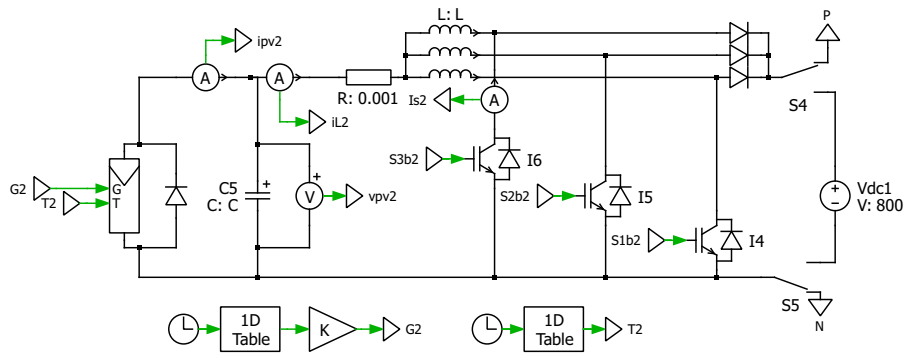 L: L
P
ipv2
A
A
R: 0.001
Is2
A
iL2
S4
S3b2
I6
G2
T2
G
T
C5
C: C
+
+
V
vpv2
S2b2
I5
Vdc1
V: 800
+
S1b2
I4
S5
N
1D
Table
K
G2
1D
Table
T2